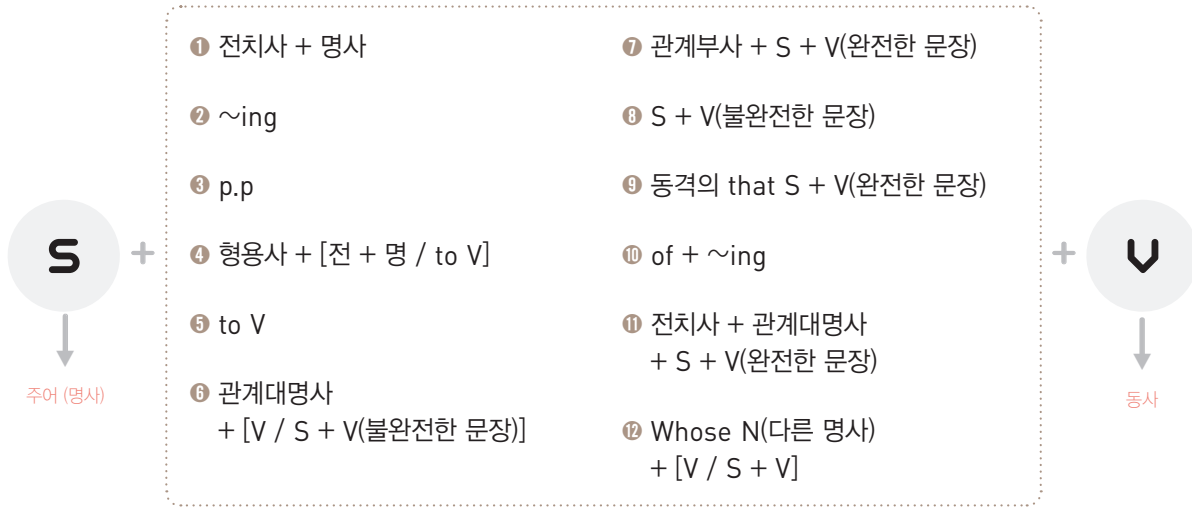 S
+
주어 (명사)
❶ 전치사 + 명사
❷ ~ing
❸ p.p
❹ 형용사 + [전 + 명 / to V]
❺ to V
❻ 관계대명사
+ [V / S + V(불완전한 문장)]
❼ 관계부사 + S + V(완전한 문장)
❽ S + V(불완전한 문장)
❾ 동격의 that S + V(완전한 문장)
❿ of + ~ing
⓫ 전치사 + 관계대명사
+ S + V(완전한 문장)
⓬ Whose N(다른 명사)
+ [V / S + V]
+
V
동사